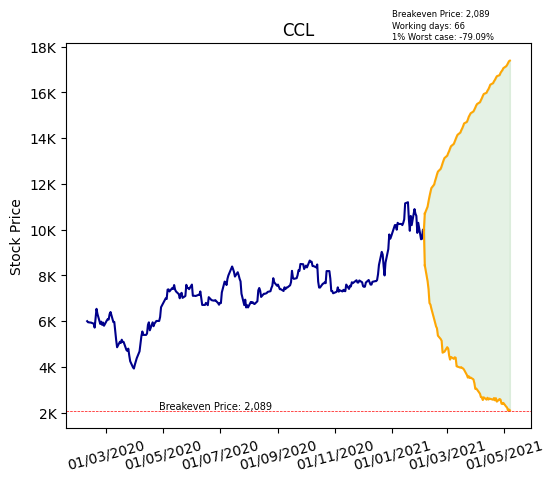 Breakeven Price: 2,089
Working days: 66
1% Worst case: -79.09%
CCL
18K
16K
14K
12K
10K
8K
6K
4K
2K
Stock Price
Breakeven Price: 2,089
01/03/2020
01/05/2020
01/07/2020
01/09/2020
01/11/2020
01/01/2021
01/03/2021
01/05/2021